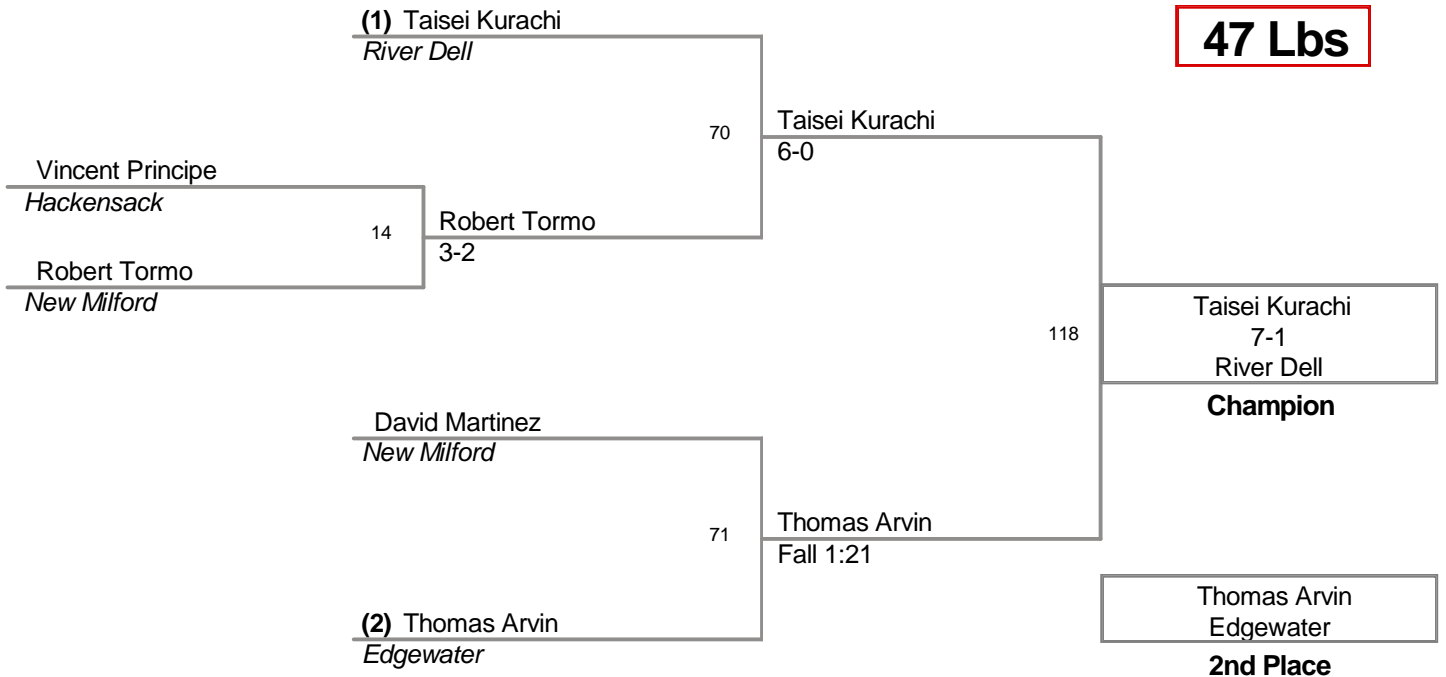 (1) Taisei Kurachi
River Dell
47 Lbs
70
Taisei Kurachi
6-0
Vincent Principe
Hackensack
14
Robert Tormo
3-2
Robert Tormo
New Milford
118
Taisei Kurachi
7-1
River Dell
Champion
David Martinez
New Milford
71
Thomas Arvin
Fall 1:21
(2) Thomas Arvin
Edgewater
Thomas Arvin
Edgewater
2nd Place